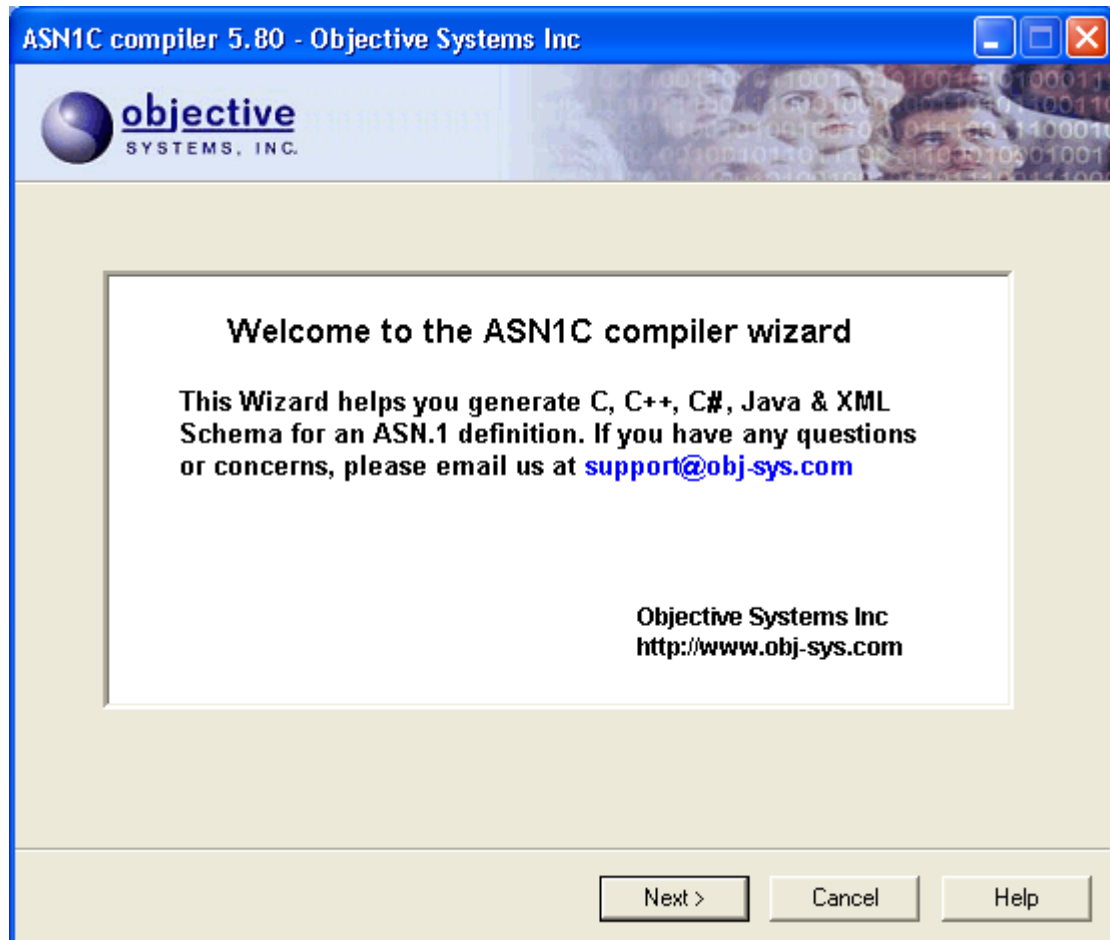 ASN1C compiler 5.80 - Objective Systems Inc
objective
SYSTEMS, INC.
Welcome to the ASN1C compiler wizard
This Wizard helps you generate C, C++, C#, Java & XML
Schema for an ASN.1 definition. If you have any questions
or concerns, please email us at support@obj-sys.com
Objective Systems Inc
http://www.obj-sys.com
Next >
Cancel
Help